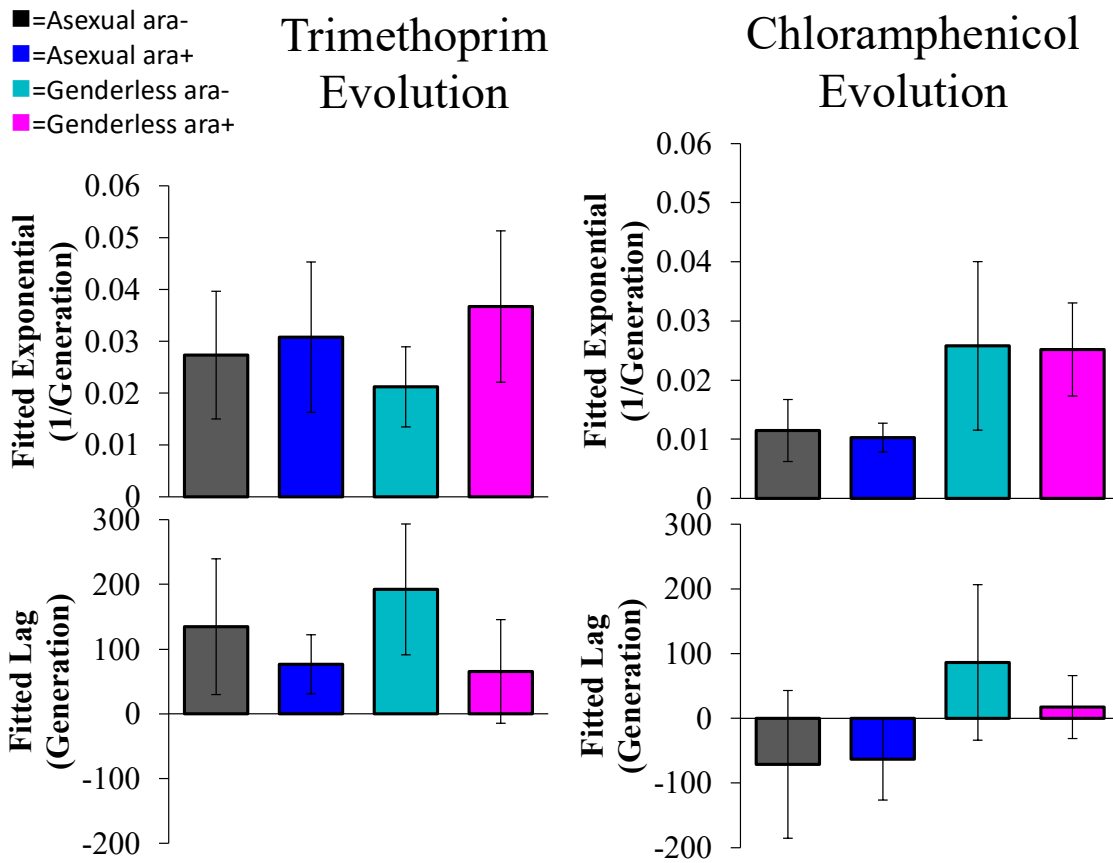 =Asexual ara-
=Asexual ara+
=Genderless ara-
=Genderless ara+
Trimethoprim
Evolution
Chloramphenicol
Evolution
Fitted Exponential
(1/Generation)
0.06
0.05
0.04
0.03
0.02
0.01
0
Fitted Lag
(Generation)
300
200
100
0
-100
-200
Fitted Exponential
(1/Generation)
0.06
0.05
0.04
0.03
0.02
0.01
0
Fitted Lag
(Generation)
300
200
100
0
-100
-200